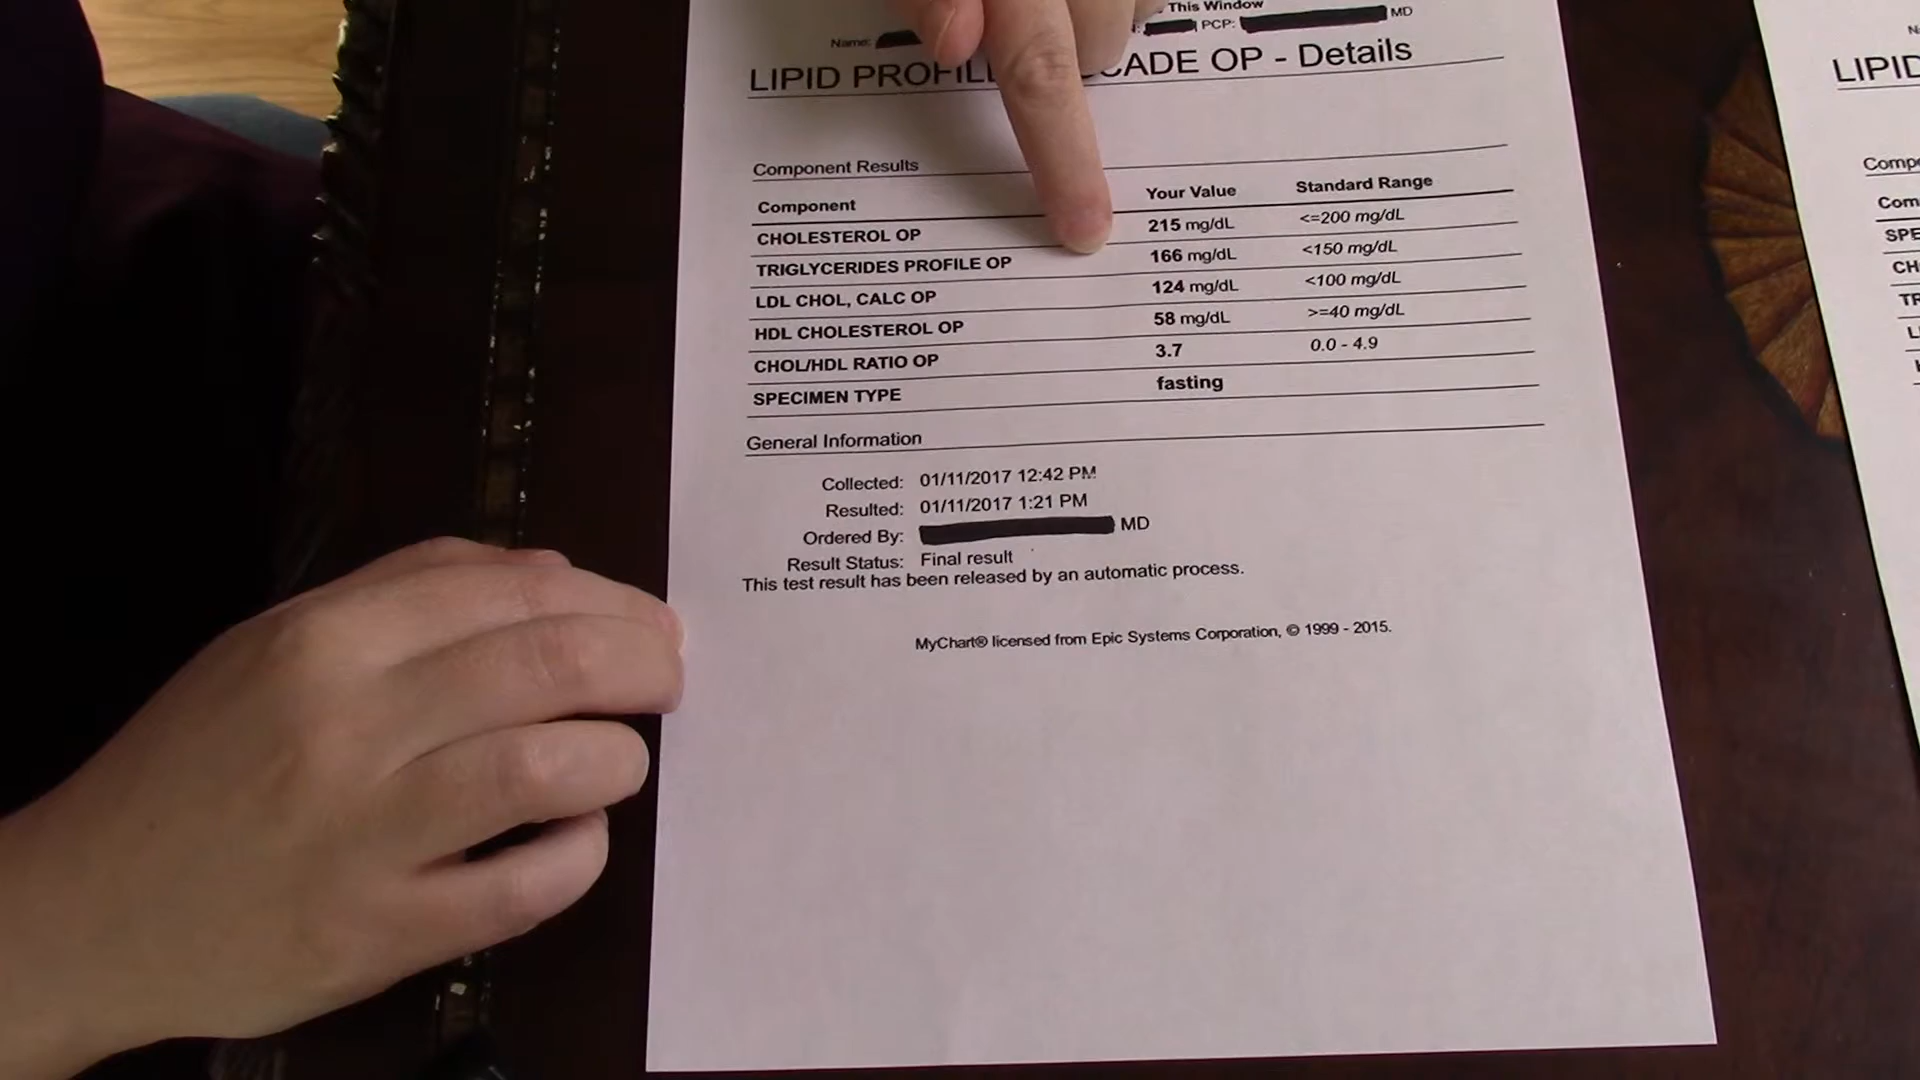 This Window
Name: PCP: MD
LIPID PROFIL CADE OP - Details
Component Results
Component Your Value Standard Range
CHOLESTEROL OP 215 mg/dL <=200 mg/dL
TRIGLYCERIDES PROFILE OP 166 mg/dL <150 mg/dL
LDL CHOL, CALC OP 124 mg/dL <100 mg/dL
HDL CHOLESTEROL OP 58 mg/dL >=40 mg/dL
CHOL/HDL RATIO OP 3.7 0.0 - 4.9
SPECIMEN TYPE fasting
General Information
Collected: 01/11/2017 12:42 PM
Resulted: 01/11/2017 1:21 PM
Ordered By: MD
Result Status: Final result
This test result has been released by an automatic process.
MyChart® licensed from Epic Systems Corporation, © 1999 - 2015.
LIPID
Compo
Com
SPE
CH
TR
L